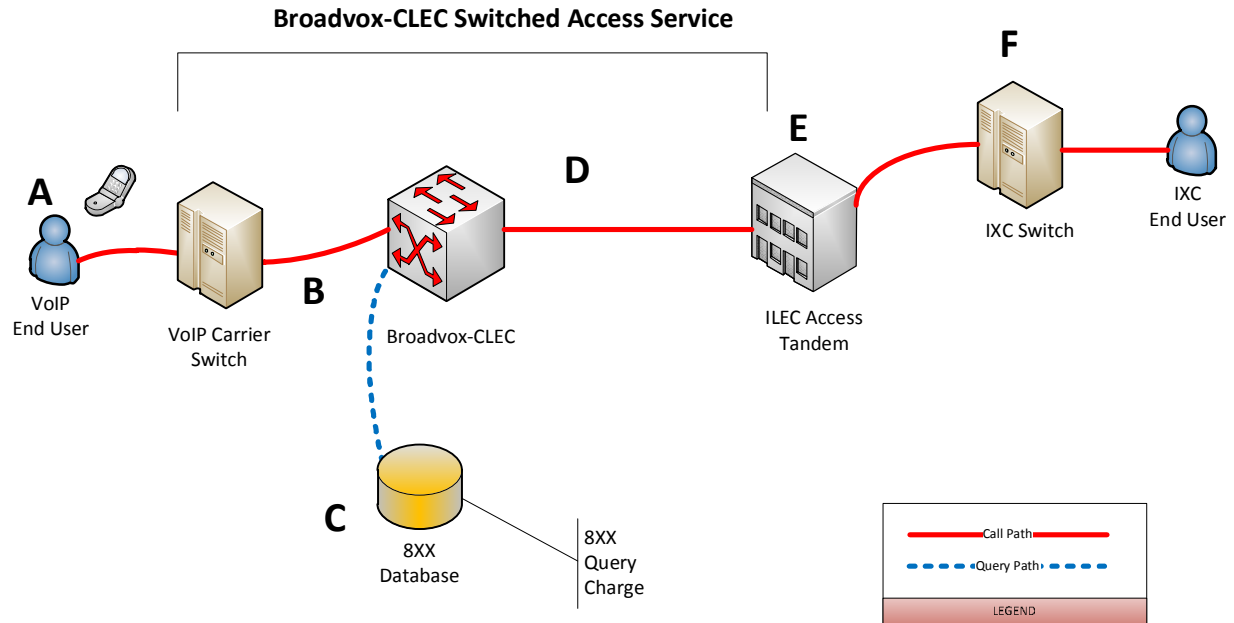 Broadvox-CLEC Switched Access Service
F
E
D
A
B
C
VoIP
End User
VoIP Carrier
Switch
Broadvox-CLEC
ILEC Access
Tandem
IXC Switch
IXC
End User
8XX
Database
8XX
Query
Charge
Call Path
Query Path
LEGEND